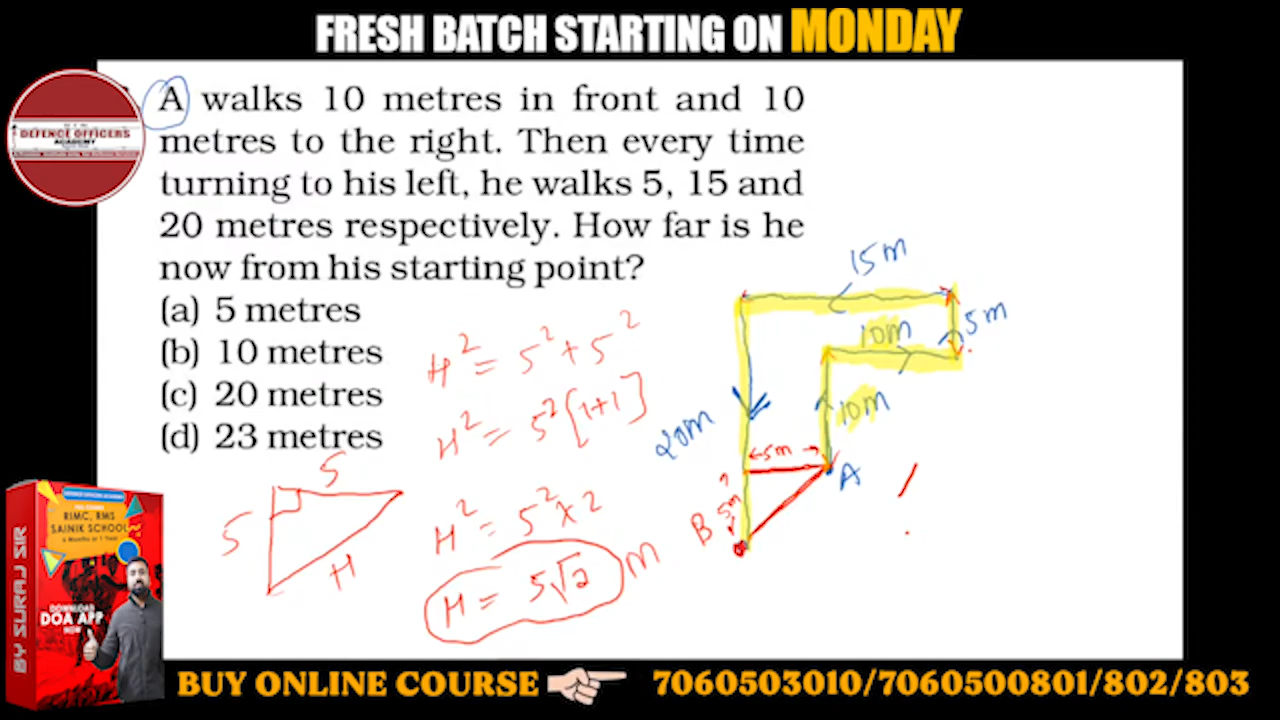 FRESH BATCH STARTING ON MONDAY
DEFENCE OFFICERS
ACADEMY
A walks 10 metres in front and 10
metres to the right. Then every time
turning to his left, he walks 5, 15 and
20 metres respectively. How far is he
now from his starting point?
(a) 5 metres
(b) 10 metres
(c) 20 metres
(d) 23 metres
H² = 5² + 5²
H² = 5² [1+1]
H² = 5² × 2
H = 5√2 m
5
5
H
15m
5m
10m
10m
20m
5m
A
5m
B
DEFENCE OFFICERS ACADEMY
RIMC, RMS
SAINIK SCHOOL
DOWNLOAD
DOA APP
NOW
BY SURAJ SIR
BUY ONLINE COURSE 7060503010/7060500801/802/803